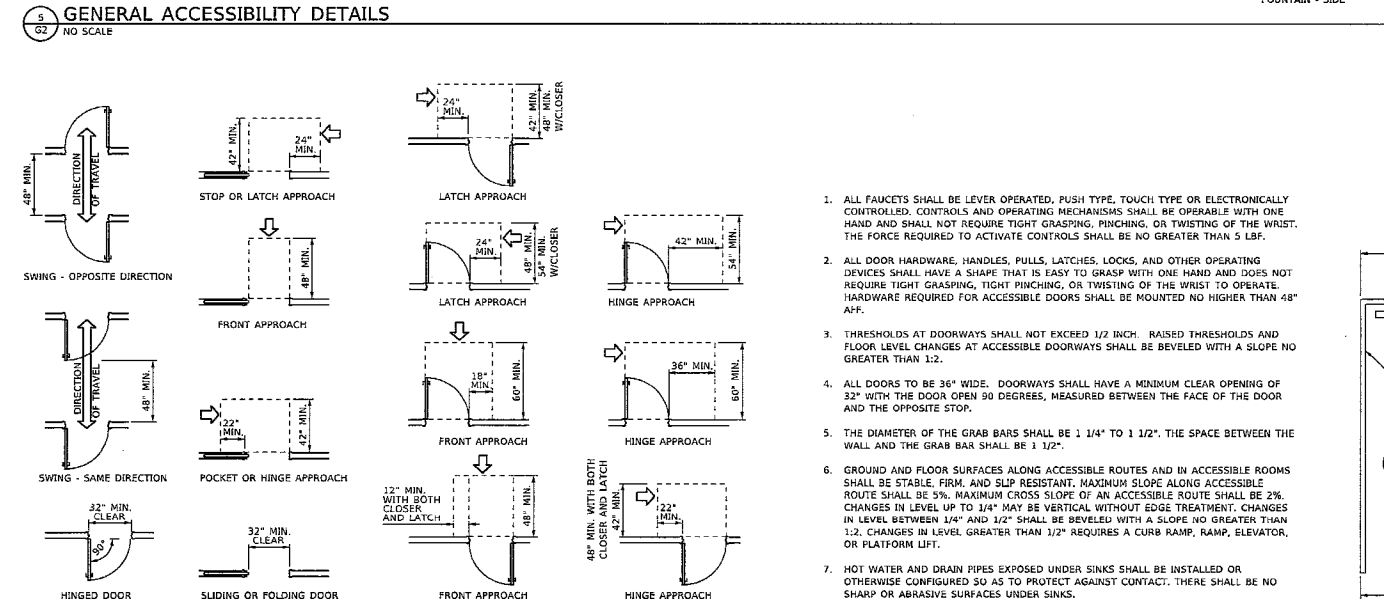 FOUNTAIN - SIDE
5
G2
GENERAL ACCESSIBILITY DETAILS
NO SCALE
48" MIN.
DIRECTION
OF TRAVEL
SWING - OPPOSITE DIRECTION
42" MIN.
24"
MIN.
STOP OR LATCH APPROACH
24"
MIN.
42" MIN.
48" MIN.
W/CLOSER
LATCH APPROACH
48" MIN.
FRONT APPROACH
24"
MIN.
48" MIN.
54" MIN.
W/CLOSER
LATCH APPROACH
42" MIN.
54" MIN.
HINGE APPROACH
DIRECTION
OF TRAVEL
48" MIN.
SWING - SAME DIRECTION
22"
MIN.
42" MIN.
POCKET OR HINGE APPROACH
18"
MIN
60" MIN.
FRONT APPROACH
36" MIN.
60" MIN.
HINGE APPROACH
32" MIN.
CLEAR
90°
HINGED DOOR
32" MIN.
CLEAR
SLIDING OR FOLDING DOOR
12" MIN.
WITH BOTH
CLOSER
AND LATCH
48" MIN.
FRONT APPROACH
48" MIN. WITH BOTH
CLOSER AND LATCH
42" MIN.
22"
MIN.
HINGE APPROACH
1. ALL FAUCETS SHALL BE LEVER OPERATED, PUSH TYPE, TOUCH TYPE OR ELECTRONICALLY
CONTROLLED. CONTROLS AND OPERATING MECHANISMS SHALL BE OPERABLE WITH ONE
HAND AND SHALL NOT REQUIRE TIGHT GRASPING, PINCHING, OR TWISTING OF THE WRIST.
THE FORCE REQUIRED TO ACTIVATE CONTROLS SHALL BE NO GREATER THAN 5 LBF.
2. ALL DOOR HARDWARE, HANDLES, PULLS, LATCHES, LOCKS, AND OTHER OPERATING
DEVICES SHALL HAVE A SHAPE THAT IS EASY TO GRASP WITH ONE HAND AND DOES NOT
REQUIRE TIGHT GRASPING, TIGHT PINCHING, OR TWISTING OF THE WRIST TO OPERATE.
HARDWARE REQUIRED FOR ACCESSIBLE DOORS SHALL BE MOUNTED NO HIGHER THAN 48"
AFF.
3. THRESHOLDS AT DOORWAYS SHALL NOT EXCEED 1/2 INCH. RAISED THRESHOLDS AND
FLOOR LEVEL CHANGES AT ACCESSIBLE DOORWAYS SHALL BE BEVELED WITH A SLOPE NO
GREATER THAN 1:2.
4. ALL DOORS TO BE 36" WIDE. DOORWAYS SHALL HAVE A MINIMUM CLEAR OPENING OF
32" WITH THE DOOR OPEN 90 DEGREES, MEASURED BETWEEN THE FACE OF THE DOOR
AND THE OPPOSITE STOP.
5. THE DIAMETER OF THE GRAB BARS SHALL BE 1 1/4" TO 1 1/2". THE SPACE BETWEEN THE
WALL AND THE GRAB BAR SHALL BE 1 1/2".
6. GROUND AND FLOOR SURFACES ALONG ACCESSIBLE ROUTES AND IN ACCESSIBLE ROOMS
SHALL BE STABLE, FIRM. AND SLIP RESISTANT. MAXIMUM SLOPE ALONG ACCESSIBLE
ROUTE SHALL BE 5%. MAXIMUM CROSS SLOPE OF AN ACCESSIBLE ROUTE SHALL BE 2%.
CHANGES IN LEVEL UP TO 1/4" MAY BE VERTICAL WITHOUT EDGE TREATMENT. CHANGES
IN LEVEL BETWEEN 1/4" AND 1/2" SHALL BE BEVELED WITH A SLOPE NO GREATER THAN
1:2. CHANGES IN LEVEL GREATER THAN 1/2" REQUIRES A CURB RAMP, RAMP, ELEVATOR,
OR PLATFORM LIFT.
7. HOT WATER AND DRAIN PIPES EXPOSED UNDER SINKS SHALL BE INSTALLED OR
OTHERWISE CONFIGURED SO AS TO PROTECT AGAINST CONTACT. THERE SHALL BE NO
SHARP OR ABRASIVE SURFACES UNDER SINKS.